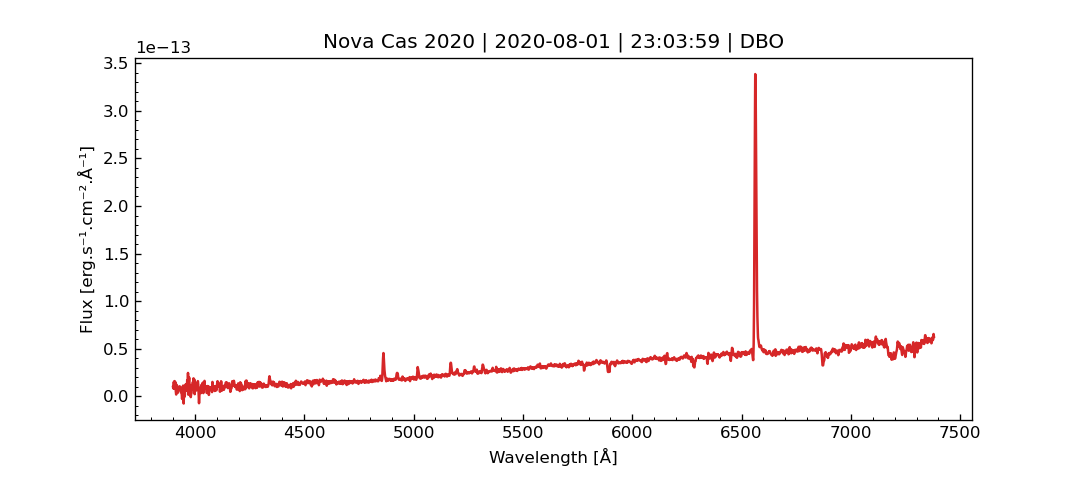 Nova Cas 2020 | 2020-08-01 | 23:03:59 | DBO
1e−13
3.5
3.0
2.5
2.0
1.5
1.0
0.5
0.0
Flux [erg.s⁻¹.cm⁻².Å⁻¹]
4000 4500 5000 5500 6000 6500 7000 7500
Wavelength [Å]